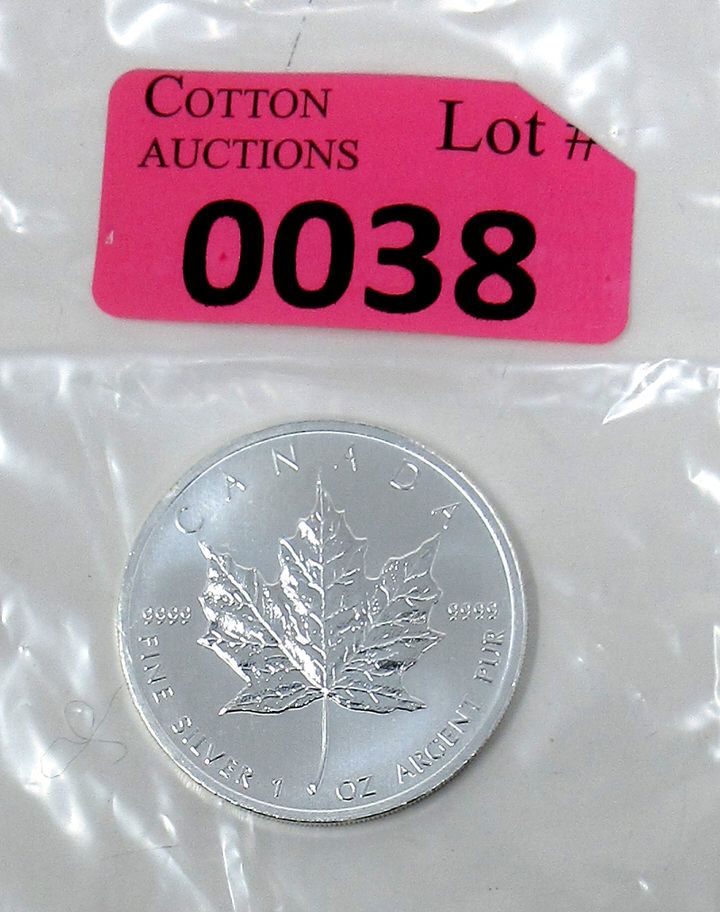 COTTON
AUCTIONS
Lot #
0038
CANADA
9999 9999
FINE SILVER 1 OZ ARGENT PUR